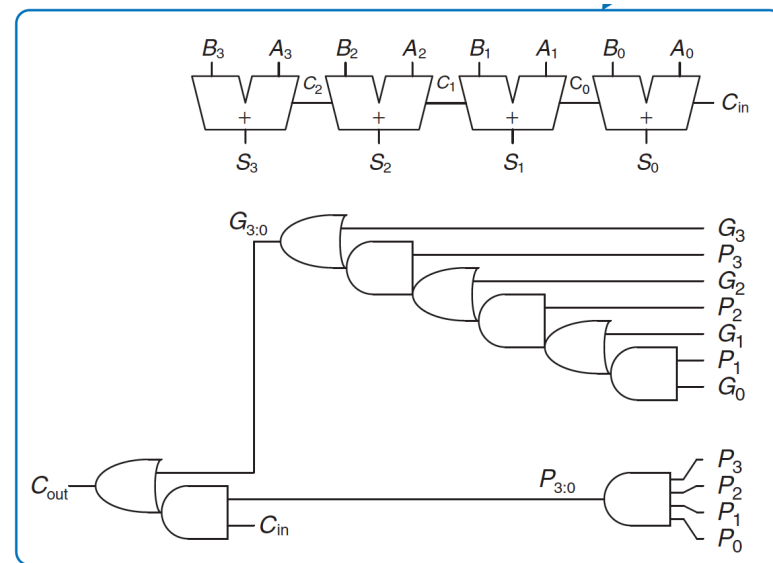 B3 A3 B2 A2 B1 A1 B0 A0
C2 C1 C0
+ + + + Cin
S3 S2 S1 S0
G3:0 G3
P3
G2
P2
G1
P1
G0
P3
Cout P3:0 P2
Cin P1
P0